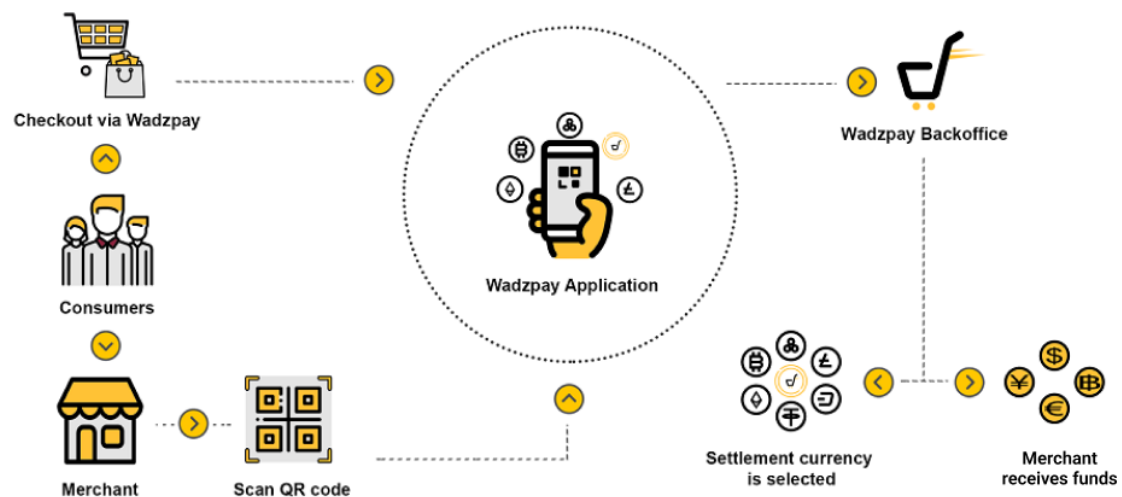 Checkout via Wadzpay
Wadzpay Backoffice
Wadzpay Application
Consumers
Merchant
Scan QR code
Settlement currency
is selected
Merchant
receives funds